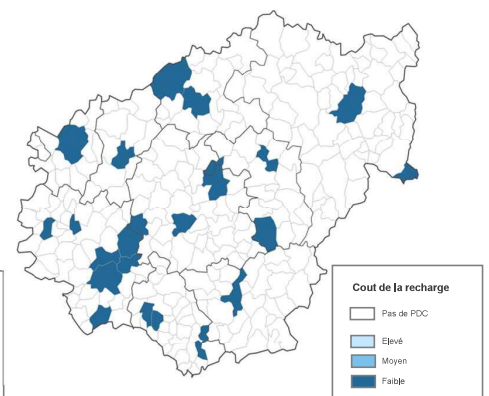 Cout de la recharge
Pas de PDC
Elevé
Moyen
Faible